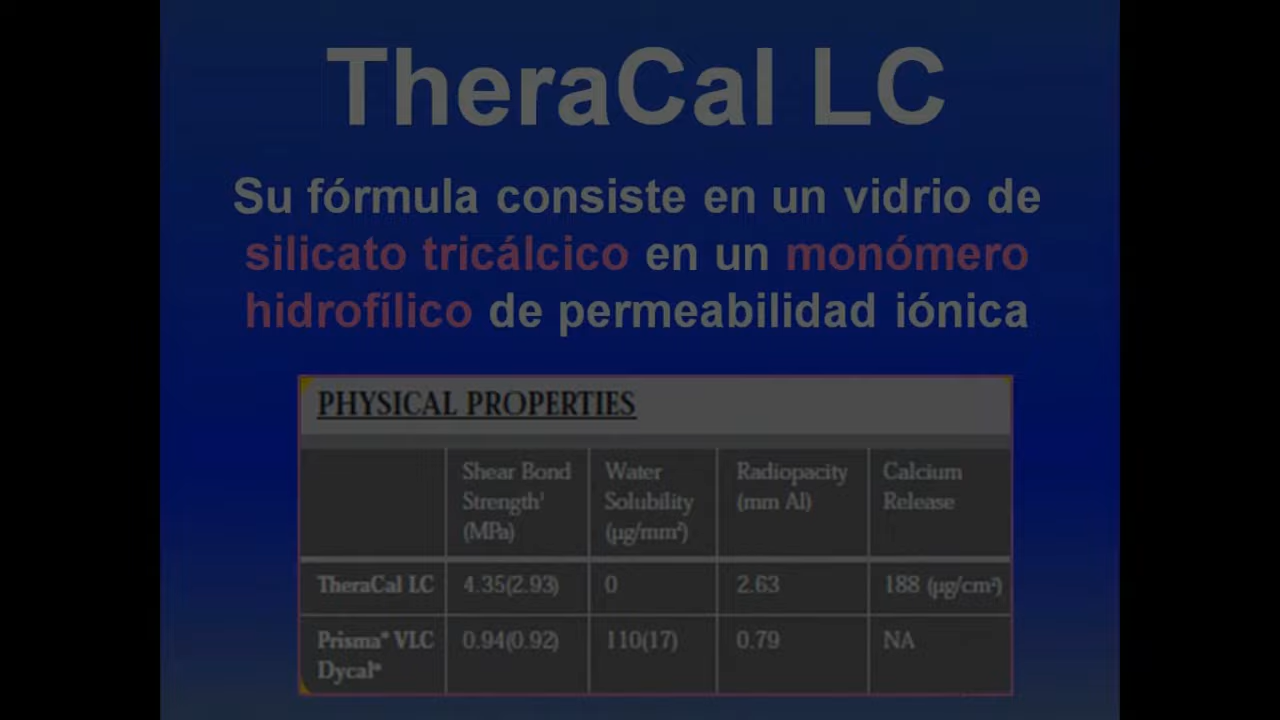 TheraCal LC
Su fórmula consiste en un vidrio de
silicato tricálcico en un monómero
hidrofílico de permeabilidad iónica
PHYSICAL PROPERTIES
Shear Bond Strength¹ (MPa) Water Solubility (µg/mm²) Radiopacity (mm Al) Calcium Release
TheraCal LC 4.35(2.93) 0 2.63 188 (µg/cm²)
Prisma® VLC Dycal® 0.94(0.92) 110(17) 0.79 NA